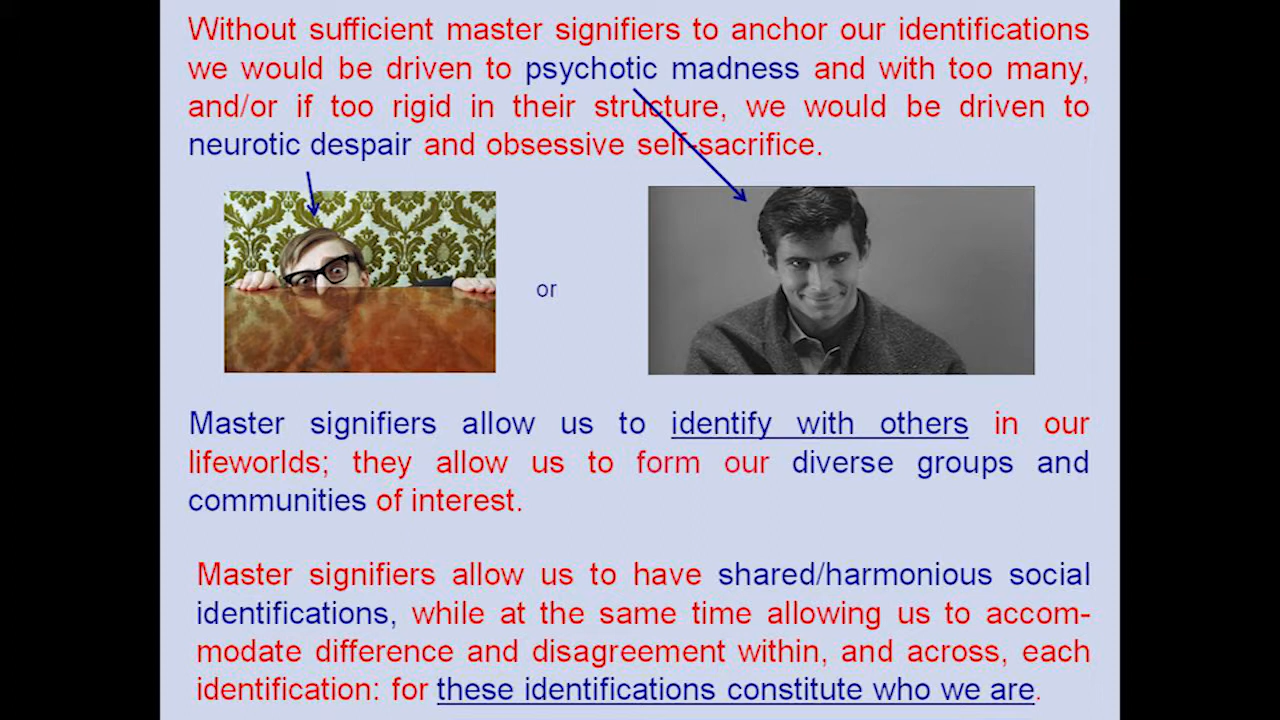 Without sufficient master signifiers to anchor our identifications
we would be driven to psychotic madness and with too many,
and/or if too rigid in their structure, we would be driven to
neurotic despair and obsessive self-sacrifice.
or
Master signifiers allow us to identify with others in our
lifeworlds; they allow us to form our diverse groups and
communities of interest.
Master signifiers allow us to have shared/harmonious social
identifications, while at the same time allowing us to accom-
modate difference and disagreement within, and across, each
identification: for these identifications constitute who we are.